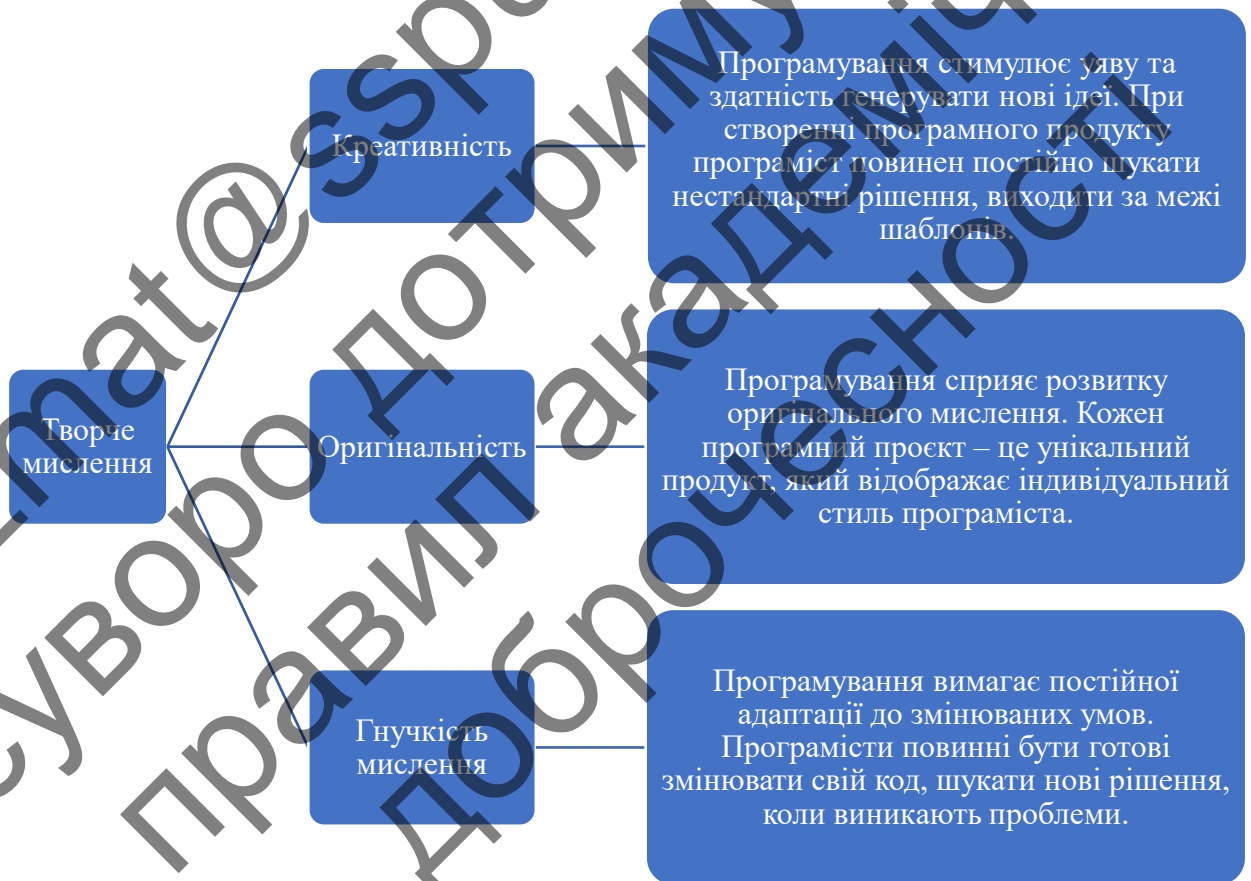 Творче
мислення
Креативність
Програмування стимулює уяву та
здатність генерувати нові ідеї. При
створенні програмного продукту
програміст повинен постійно шукати
нестандартні рішення, виходити за межі
шаблонів.
Оригінальність
Програмування сприяє розвитку
оригінального мислення. Кожен
програмний проєкт – це унікальний
продукт, який відображає індивідуальний
стиль програміста.
Гнучкість
мислення
Програмування вимагає постійної
адаптації до змінюваних умов.
Програмісти повинні бути готові
змінювати свій код, шукати нові рішення,
коли виникають проблеми.
суворо
правил
доброчесності